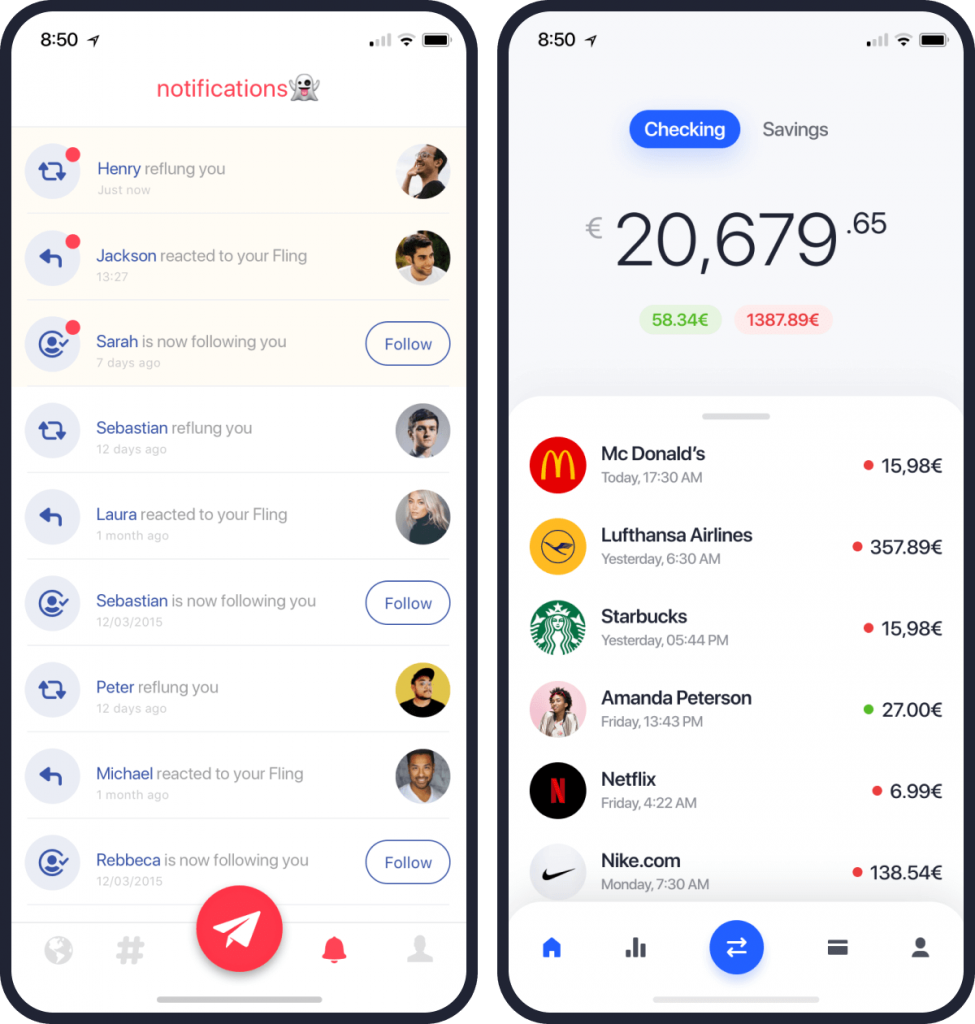 8:50
notifications
Henry reflung you
Just now
Jackson reacted to your Fling
13:27
Sarah is now following you
7 days ago
Follow
Sebastian reflung you
12 days ago
Laura reacted to your Fling
1 month ago
Sebastian is now following you
12/03/2015
Follow
Peter reflung you
12 days ago
Michael reacted to your Fling
1 month ago
Rebbeca is now following you
12/03/2015
Follow
8:50
Checking Savings
€ 20,679.65
58.34€ 1387.89€
Mc Donald's
Today, 17:30 AM
15,98€
Lufthansa Airlines
Yesterday, 6:30 AM
357.89€
Starbucks
Yesterday, 05:44 PM
15,98€
Amanda Peterson
Friday, 13:43 PM
27.00€
N
Netflix
Friday, 4:22 AM
6.99€
Nike.com
Monday, 7:30 AM
138.54€